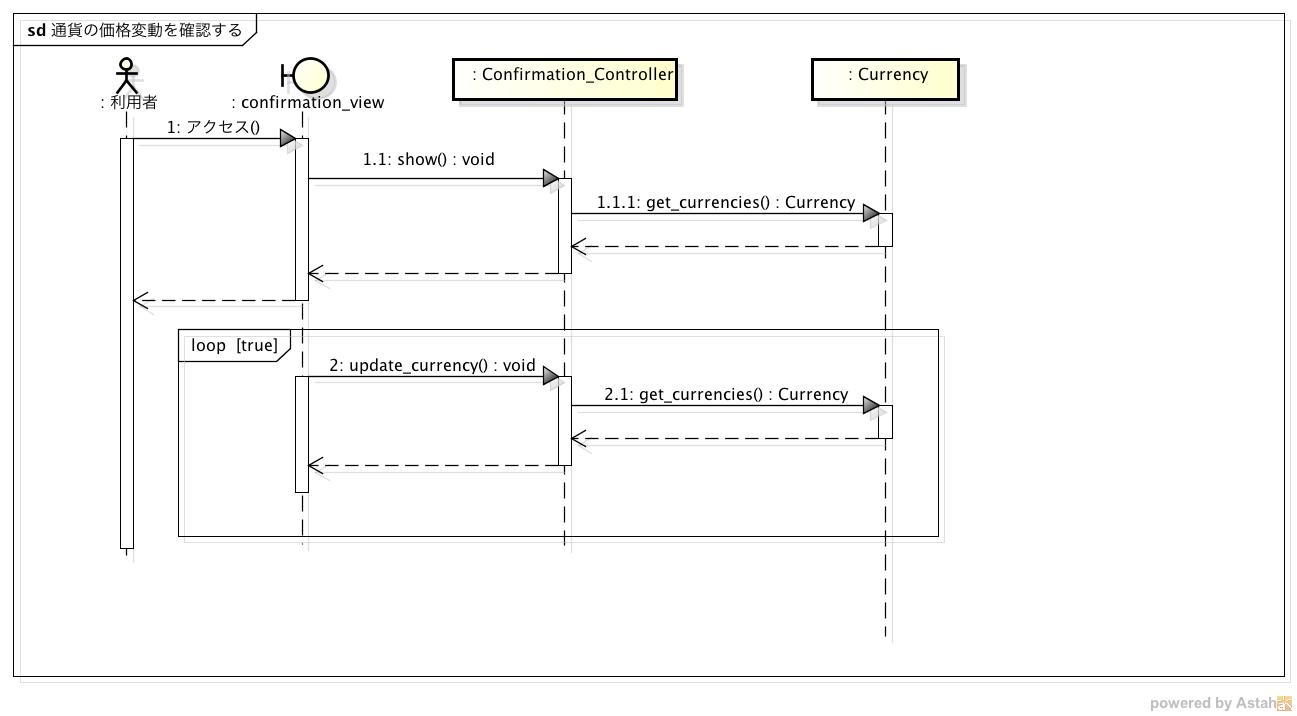 sd 通貨の価格変動を確認する
: 利用者
: confirmation_view
: Confirmation_Controller
: Currency
1: アクセス()
1.1: show() : void
1.1.1: get_currencies() : Currency
loop [true]
2: update_currency() : void
2.1: get_currencies() : Currency
powered by Astah